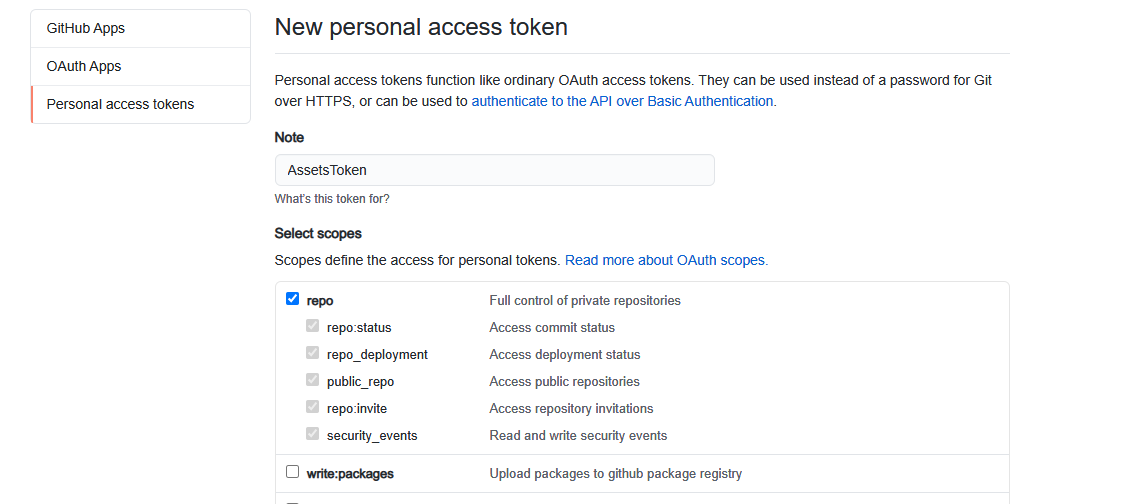 GitHub Apps
OAuth Apps
Personal access tokens
New personal access token
Personal access tokens function like ordinary OAuth access tokens. They can be used instead of a password for Git
over HTTPS, or can be used to authenticate to the API over Basic Authentication.
Note
AssetsToken
What's this token for?
Select scopes
Scopes define the access for personal tokens. Read more about OAuth scopes.
repo Full control of private repositories
repo:status Access commit status
repo_deployment Access deployment status
public_repo Access public repositories
repo:invite Access repository invitations
security_events Read and write security events
write:packages Upload packages to github package registry